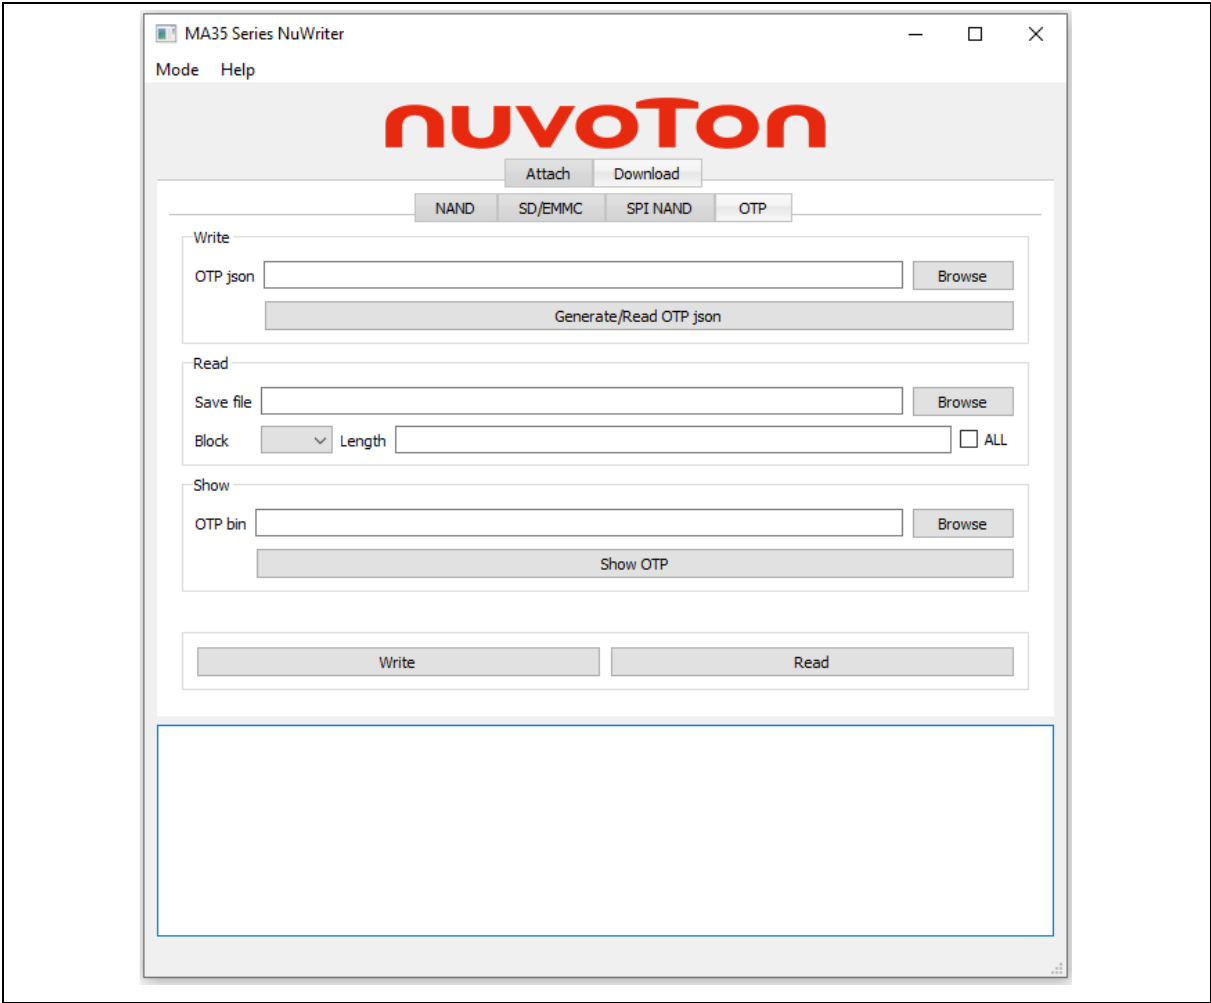 MA35 Series NuWriter
Mode Help
nuvoTon
Attach Download
NAND SD/EMMC SPI NAND OTP
Write
OTP json Browse
Generate/Read OTP json
Read
Save file Browse
Block Length ALL
Show
OTP bin Browse
Show OTP
Write Read